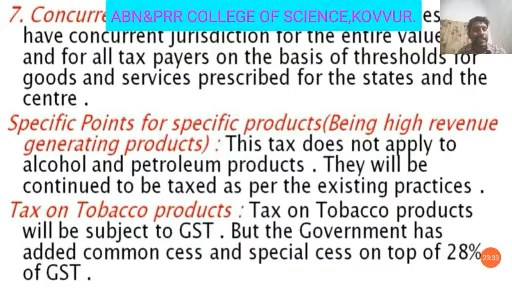 7. Concurre
ABN&PRR COLLEGE OF SCIENCE,KOVVUR.
es
have concurrent jurisdiction for the entire value
and for all tax payers on the basis of thresholds for
goods and services prescribed for the states and the
centre .
Specific Points for specific products(Being high revenue
generating products) : This tax does not apply to
alcohol and petroleum products . They will be
continued to be taxed as per the existing practices .
Tax on Tobacco products : Tax on Tobacco products
will be subject to GST . But the Government has
added common cess and special cess on top of 28%
of GST .
23:33